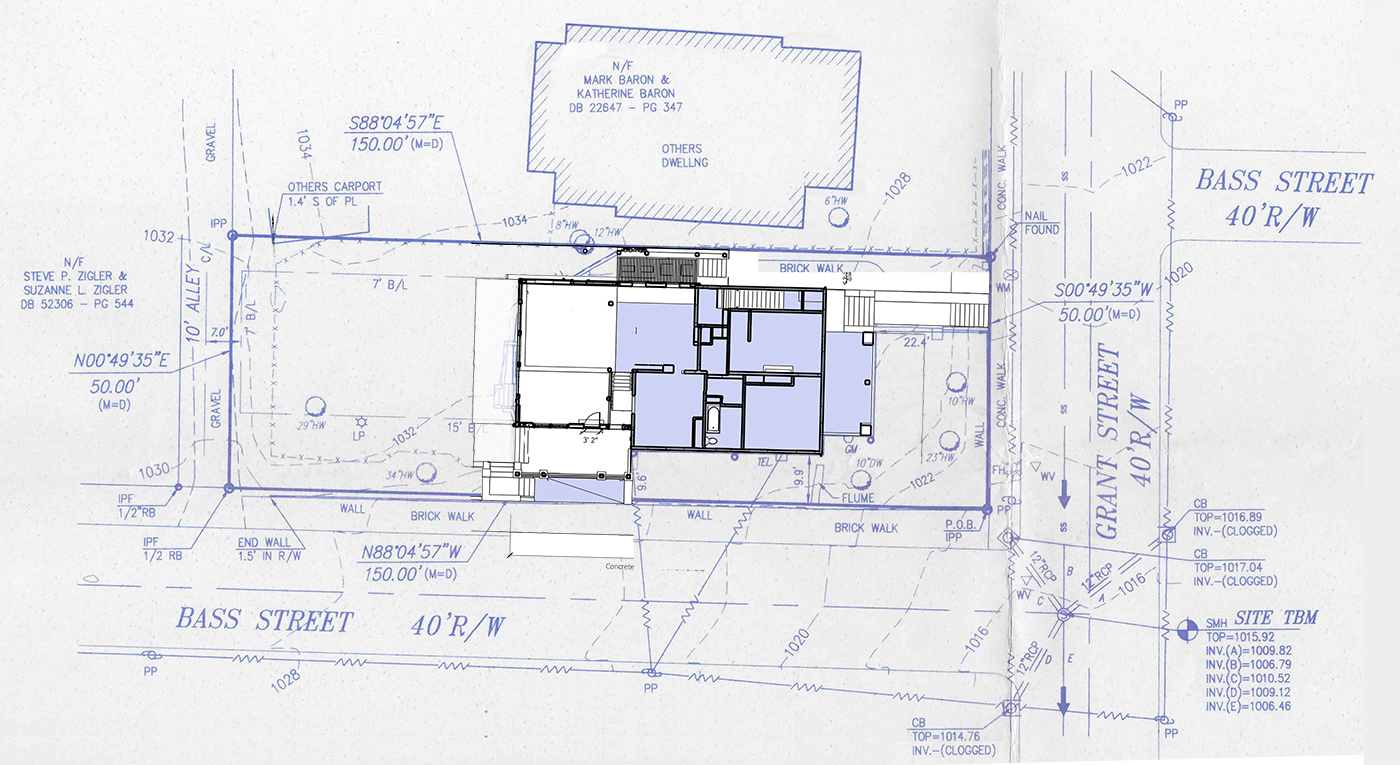 N/F
MARK BARON &
KATHERINE BARON
DB 22647 - PG 347
OTHERS
DWELLNG
S88°04'57"E
150.00'(M=D)
GRAVEL
1034
OTHERS CARPORT
1.4' S OF PL
IPP
1032
1034
8"HW
12"HW
6"HW
1028
CONC. WALK
SS
1022
PP
BASS STREET
40'R/W
NAIL
FOUND
N/F
STEVE P. ZIGLER &
SUZANNE L. ZIGLER
DB 52306 - PG 544
10' ALLEY
C/L
7' B/L
7' B/L
7.0'
BRICK WALK
WM
1020
S00°49'35"W
50.00'(M=D)
22.4'
N00°49'35"E
50.00'
(M=D)
GRAVEL
29"HW
LP
15' B/L
1032
34"HW
3' 2"
10"HW
CONC. WALK
WALL
SS
GRANT STREET
40'R/W
1030
IPF
1/2"RB
TEL.
GM
10"DW
23"HW
9.6'
9.9'
FLUME
1022
FH
WV
PP
WALL
BRICK WALK
WALL
BRICK WALK
P.O.B.
IPP
SS
CB
TOP=1016.89
INV.-(CLOGGED)
IPF
1/2 RB
END WALL
1.5' IN R/W
N88°04'57"W
150.00'(M=D)
Concrete
CB
TOP=1017.04
INV.-(CLOGGED)
12"RCP
WV
B
C
A
12"RCP
1016
BASS STREET 40'R/W
SMH SITE TBM
TOP=1015.92
INV.(A)=1009.82
INV.(B)=1006.79
INV.(C)=1010.52
INV.(D)=1009.12
INV.(E)=1006.46
1020
1016
12"RCP
D
E
PP
1028
PP
CB
TOP=1014.76
INV.-(CLOGGED)
PP